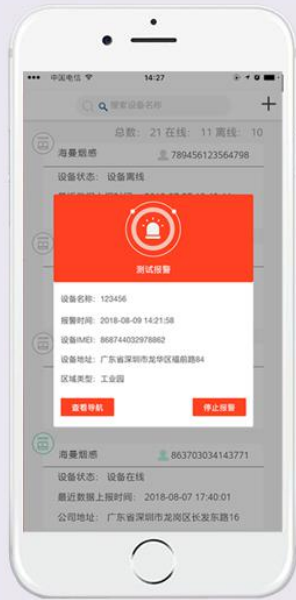 中国电信
14:27
搜索设备名称
总数: 21 在线: 11 离线: 10
海曼烟感
789456123564798
设备状态: 设备离线
测试报警
设备名称: 123456
报警时间: 2018-08-09 14:21:58
设备IMEI: 868744032978862
设备地址: 广东省深圳市龙华区福前路84
区域类型: 工业园
查看导航
停止报警
海曼烟感
863703034143771
设备状态: 设备在线
最近数据上报时间: 2018-08-07 17:40:01
公司地址: 广东省深圳市龙岗区长发东路16